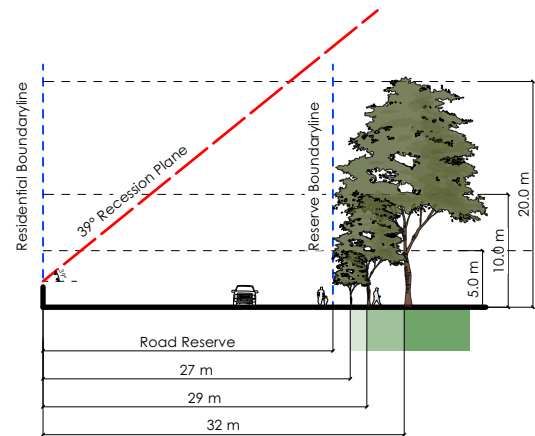 Residential Boundaryline
39° Recession Plane
39°
Reserve Boundaryline
20.0 m
10.0 m
5.0 m
Road Reserve
27 m
29 m
32 m